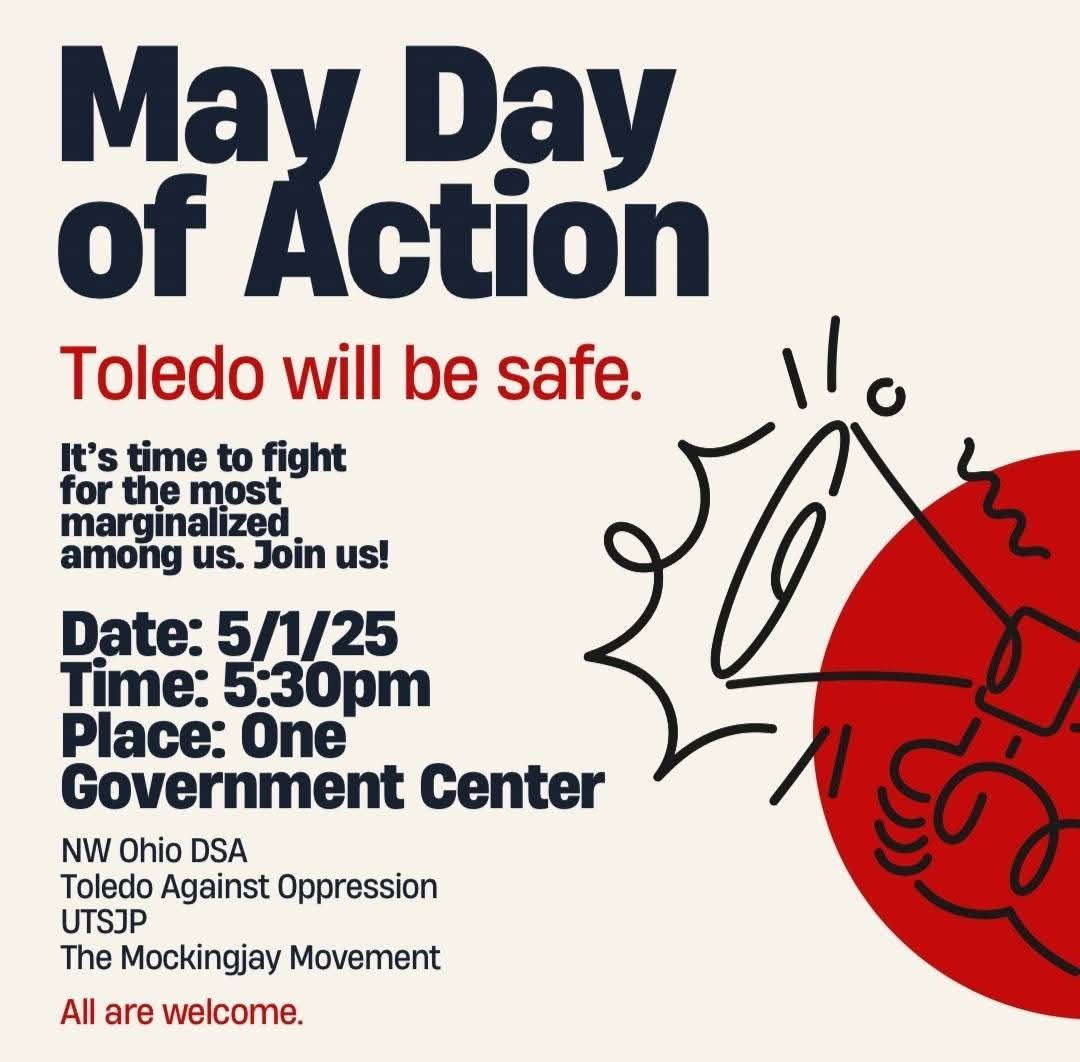 May Day
of Action
Toledo will be safe.
It’s time to fight
for the most
marginalized
among us. Join us!
Date: 5/1/25
Time: 5:30pm
Place: One
Government Center
NW Ohio DSA
Toledo Against Oppression
UTSJP
The Mockingjay Movement
All are welcome.